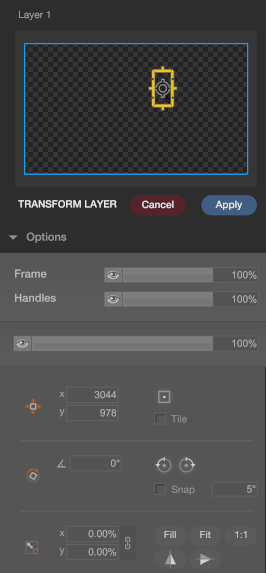 Layer 1
TRANSFORM LAYER Cancel Apply
Options
Frame 100%
Handles 100%
100%
x 3044
y 978
Tile
0°
Snap 5°
x 0.00% Fill Fit 1:1
y 0.00%